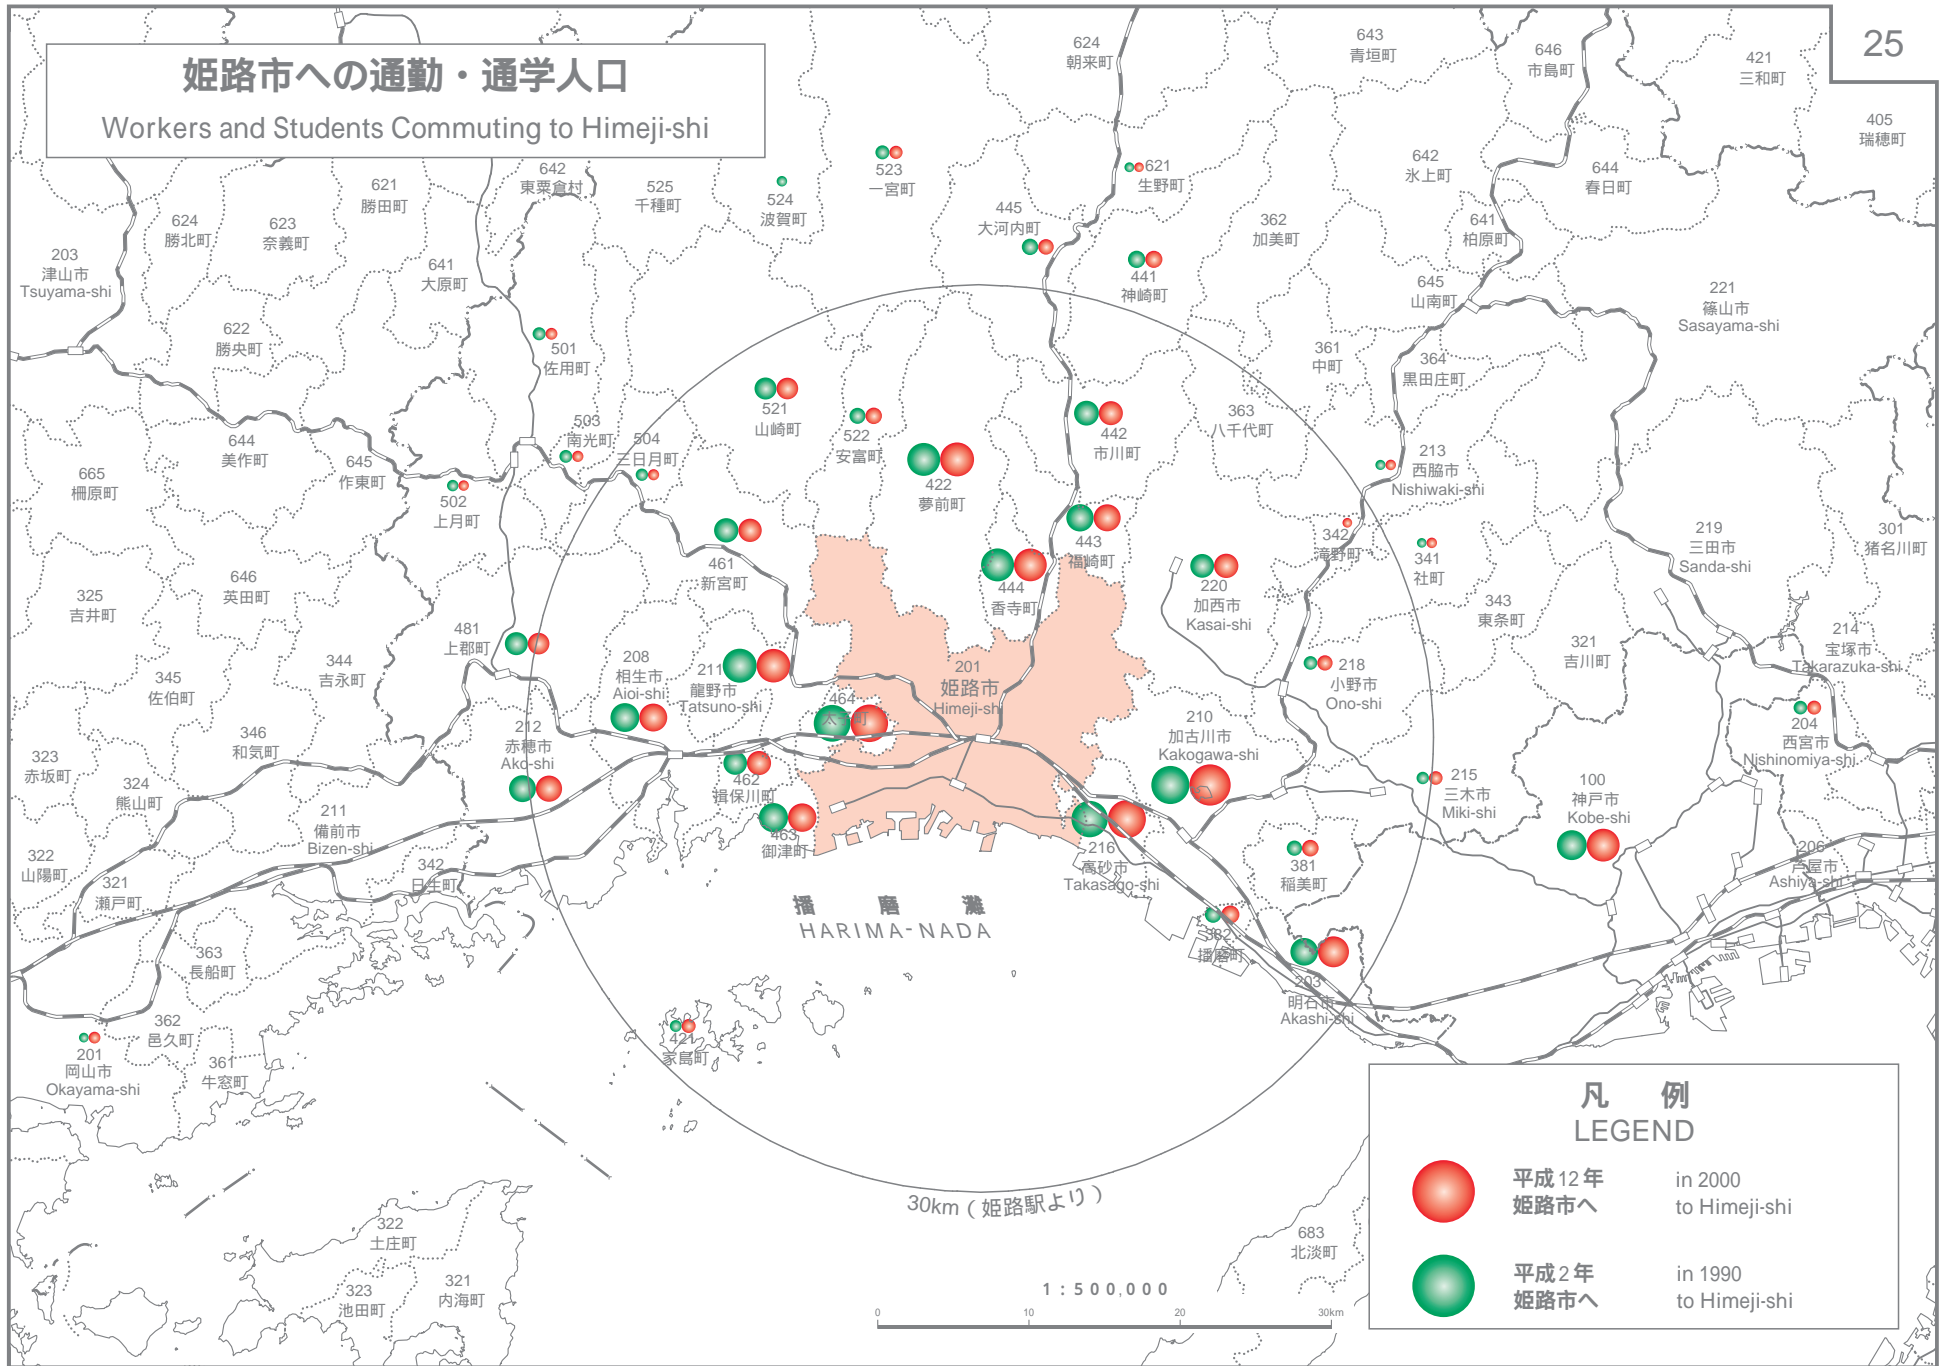 25
姫路市への通勤・通学人口
Workers and Students Commuting to Himeji-shi
624
朝来町
643
青垣町
646
市島町
421
三和町
405
瑞穂町
642
東粟倉村
621
勝田町
525
千種町
524
波賀町
523
一宮町
621
生野町
642
氷上町
644
春日町
624
勝北町
623
奈義町
445
大河内町
362
加美町
641
柏原町
203
津山市
Tsuyama-shi
641
大原町
441
神崎町
645
山南町
221
篠山市
Sasayama-shi
622
勝央町
501
佐用町
361
中町
364
黒田庄町
521
山崎町
522
安富町
442
市川町
363
八千代町
503
南光町
504
三日月町
644
美作町
645
作東町
665
柵原町
502
上月町
422
夢前町
213
西脇市
Nishiwaki-shi
461
新宮町
443
福崎町
342
滝野町
341
社町
219
三田市
Sanda-shi
301
猪名川町
646
英田町
325
吉井町
444
香寺町
220
加西市
Kasai-shi
343
東条町
481
上郡町
208
相生市
Aioi-shi
211
龍野市
Tatsuno-shi
201
姫路市
Himeji-shi
218
小野市
Ono-shi
321
吉川町
214
宝塚市
Takarazuka-shi
344
吉永町
345
佐伯町
464
太子町
210
加古川市
Kakogawa-shi
204
西宮市
Nishinomiya-shi
346
和気町
212
赤穂市
Ako-shi
323
赤坂町
324
熊山町
462
揖保川町
215
三木市
Miki-shi
100
神戸市
Kobe-shi
211
備前市
Bizen-shi
463
御津町
216
高砂市
Takasago-shi
381
稲美町
206
芦屋市
Ashiya-shi
322
山陽町
321
瀬戸町
342
日生町
播磨灘
HARIMA-NADA
382
播磨町
363
長船町
203
明石市
Akashi-shi
362
邑久町
201
岡山市
Okayama-shi
361
牛窓町
421
家島町
30km（姫路駅より）
322
土庄町
323
池田町
321
内海町
683
北淡町
1：500,000
0 10 20 30km
凡 例
LEGEND
平成12年 in 2000
姫路市へ to Himeji-shi
平成2年 in 1990
姫路市へ to Himeji-shi